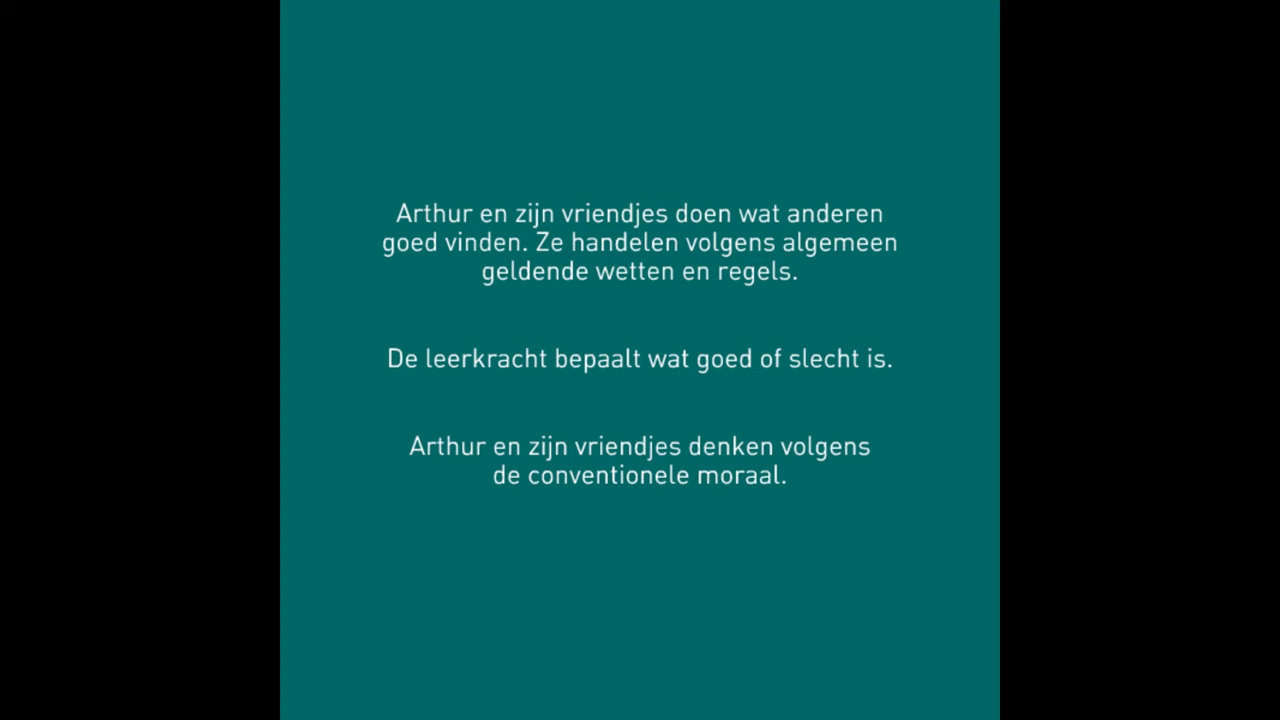 Arthur en zijn vriendjes doen wat anderen
goed vinden. Ze handelen volgens algemeen
geldende wetten en regels.
De leerkracht bepaalt wat goed of slecht is.
Arthur en zijn vriendjes denken volgens
de conventionele moraal.